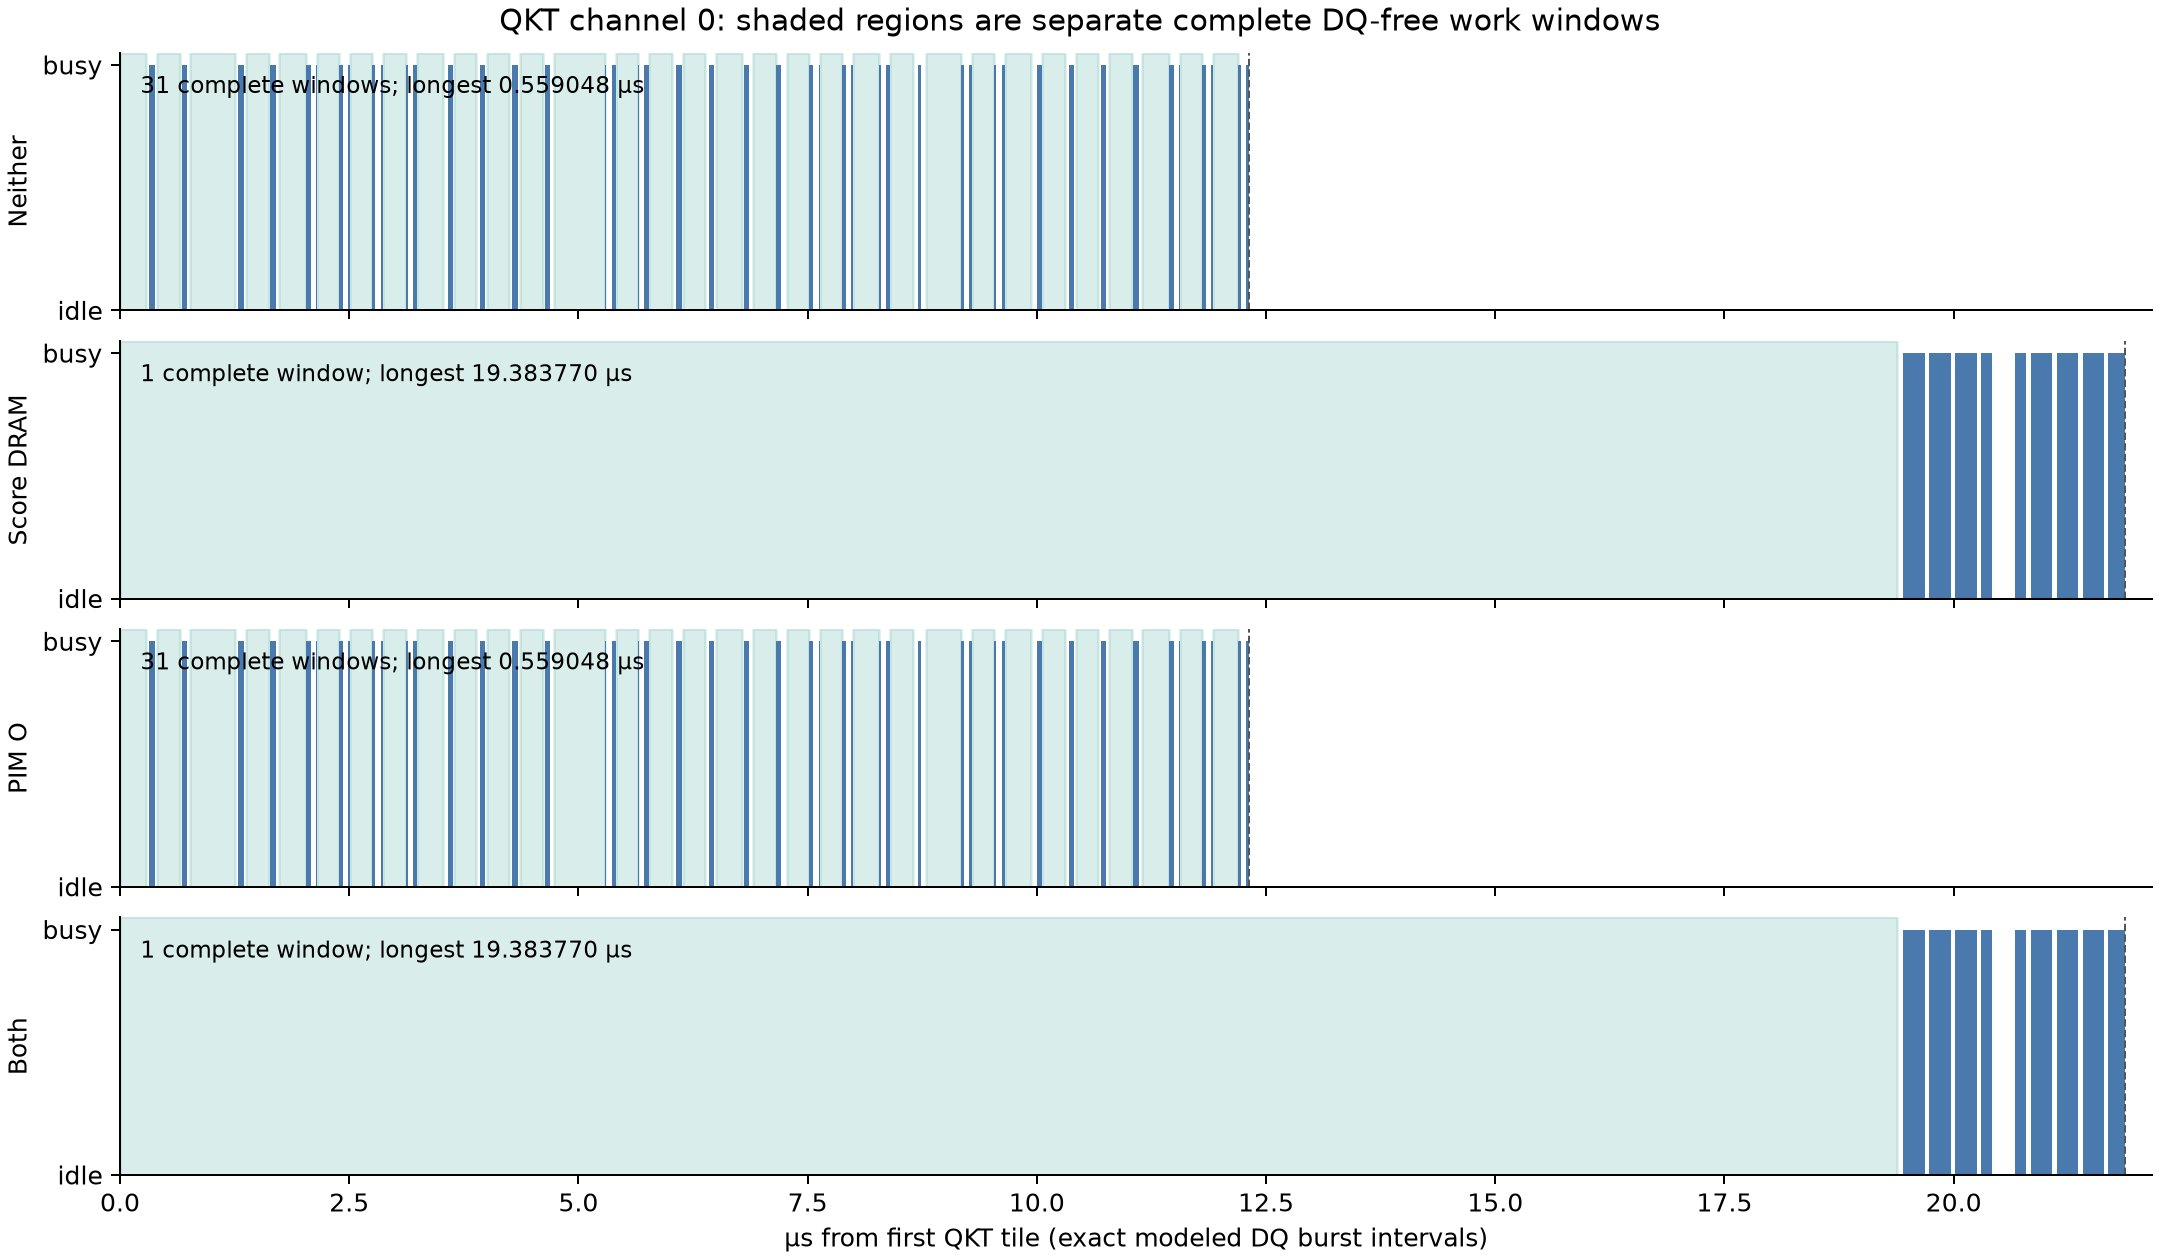 QKT channel 0: shaded regions are separate complete DQ-free work windows
busy
31 complete windows; longest 0.559048 µs
Neither
idle
busy
1 complete window; longest 19.383770 µs
Score DRAM
idle
busy
31 complete windows; longest 0.559048 µs
PIM O
idle
busy
1 complete window; longest 19.383770 µs
Both
idle
0.0 2.5 5.0 7.5 10.0 12.5 15.0 17.5 20.0
µs from first QKT tile (exact modeled DQ burst intervals)